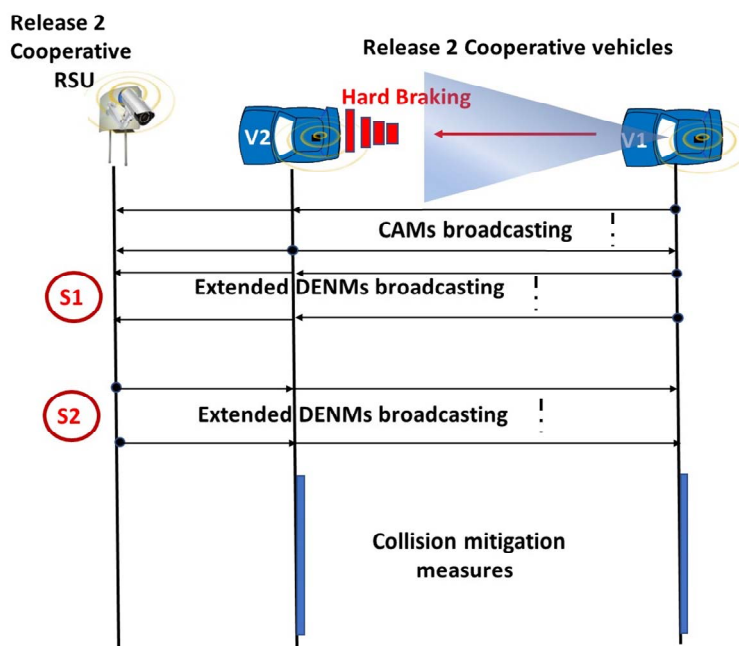 Release 2
Cooperative
RSU
Release 2 Cooperative vehicles
Hard Braking
V2
V1
CAMs broadcasting
S1
Extended DENMs broadcasting
S2
Extended DENMs broadcasting
Collision mitigation
measures